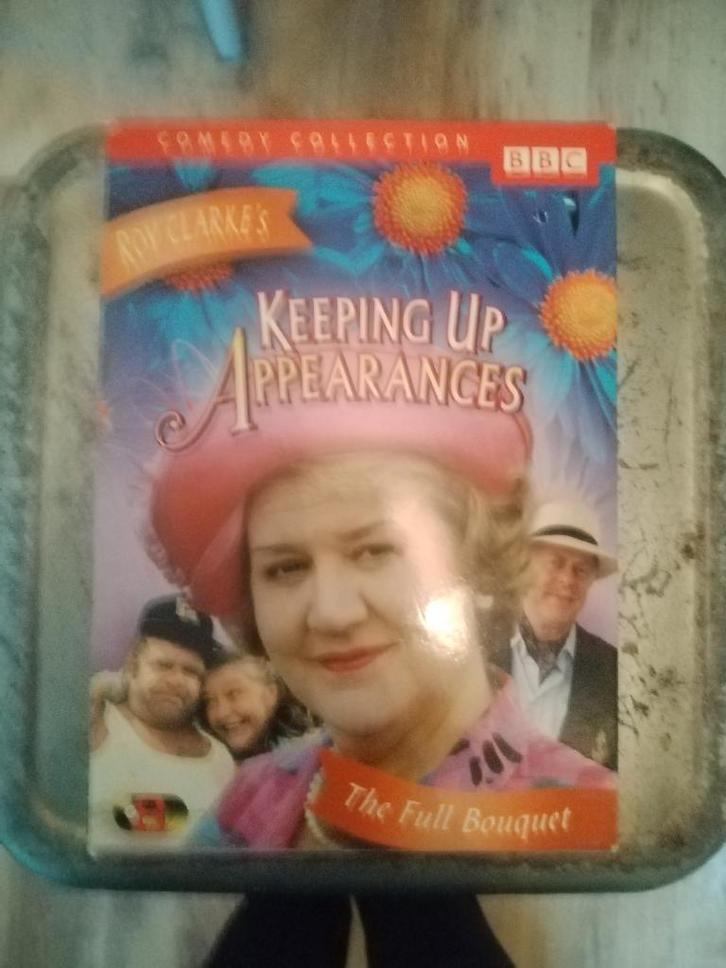 COMEDY COLLECTION
BBC
ROY CLARKE'S
KEEPING UP
APPEARANCES
The Full Bouquet